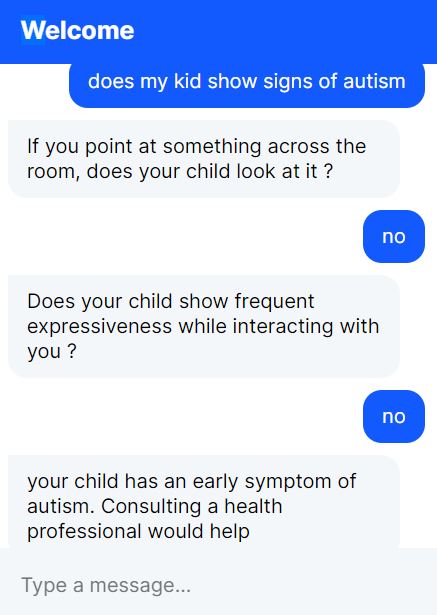 Welcome
does my kid show signs of autism
If you point at something across the
room, does your child look at it ?
no
Does your child show frequent
expressiveness while interacting with
you ?
no
your child has an early symptom of
autism. Consulting a health
professional would help
Type a message...